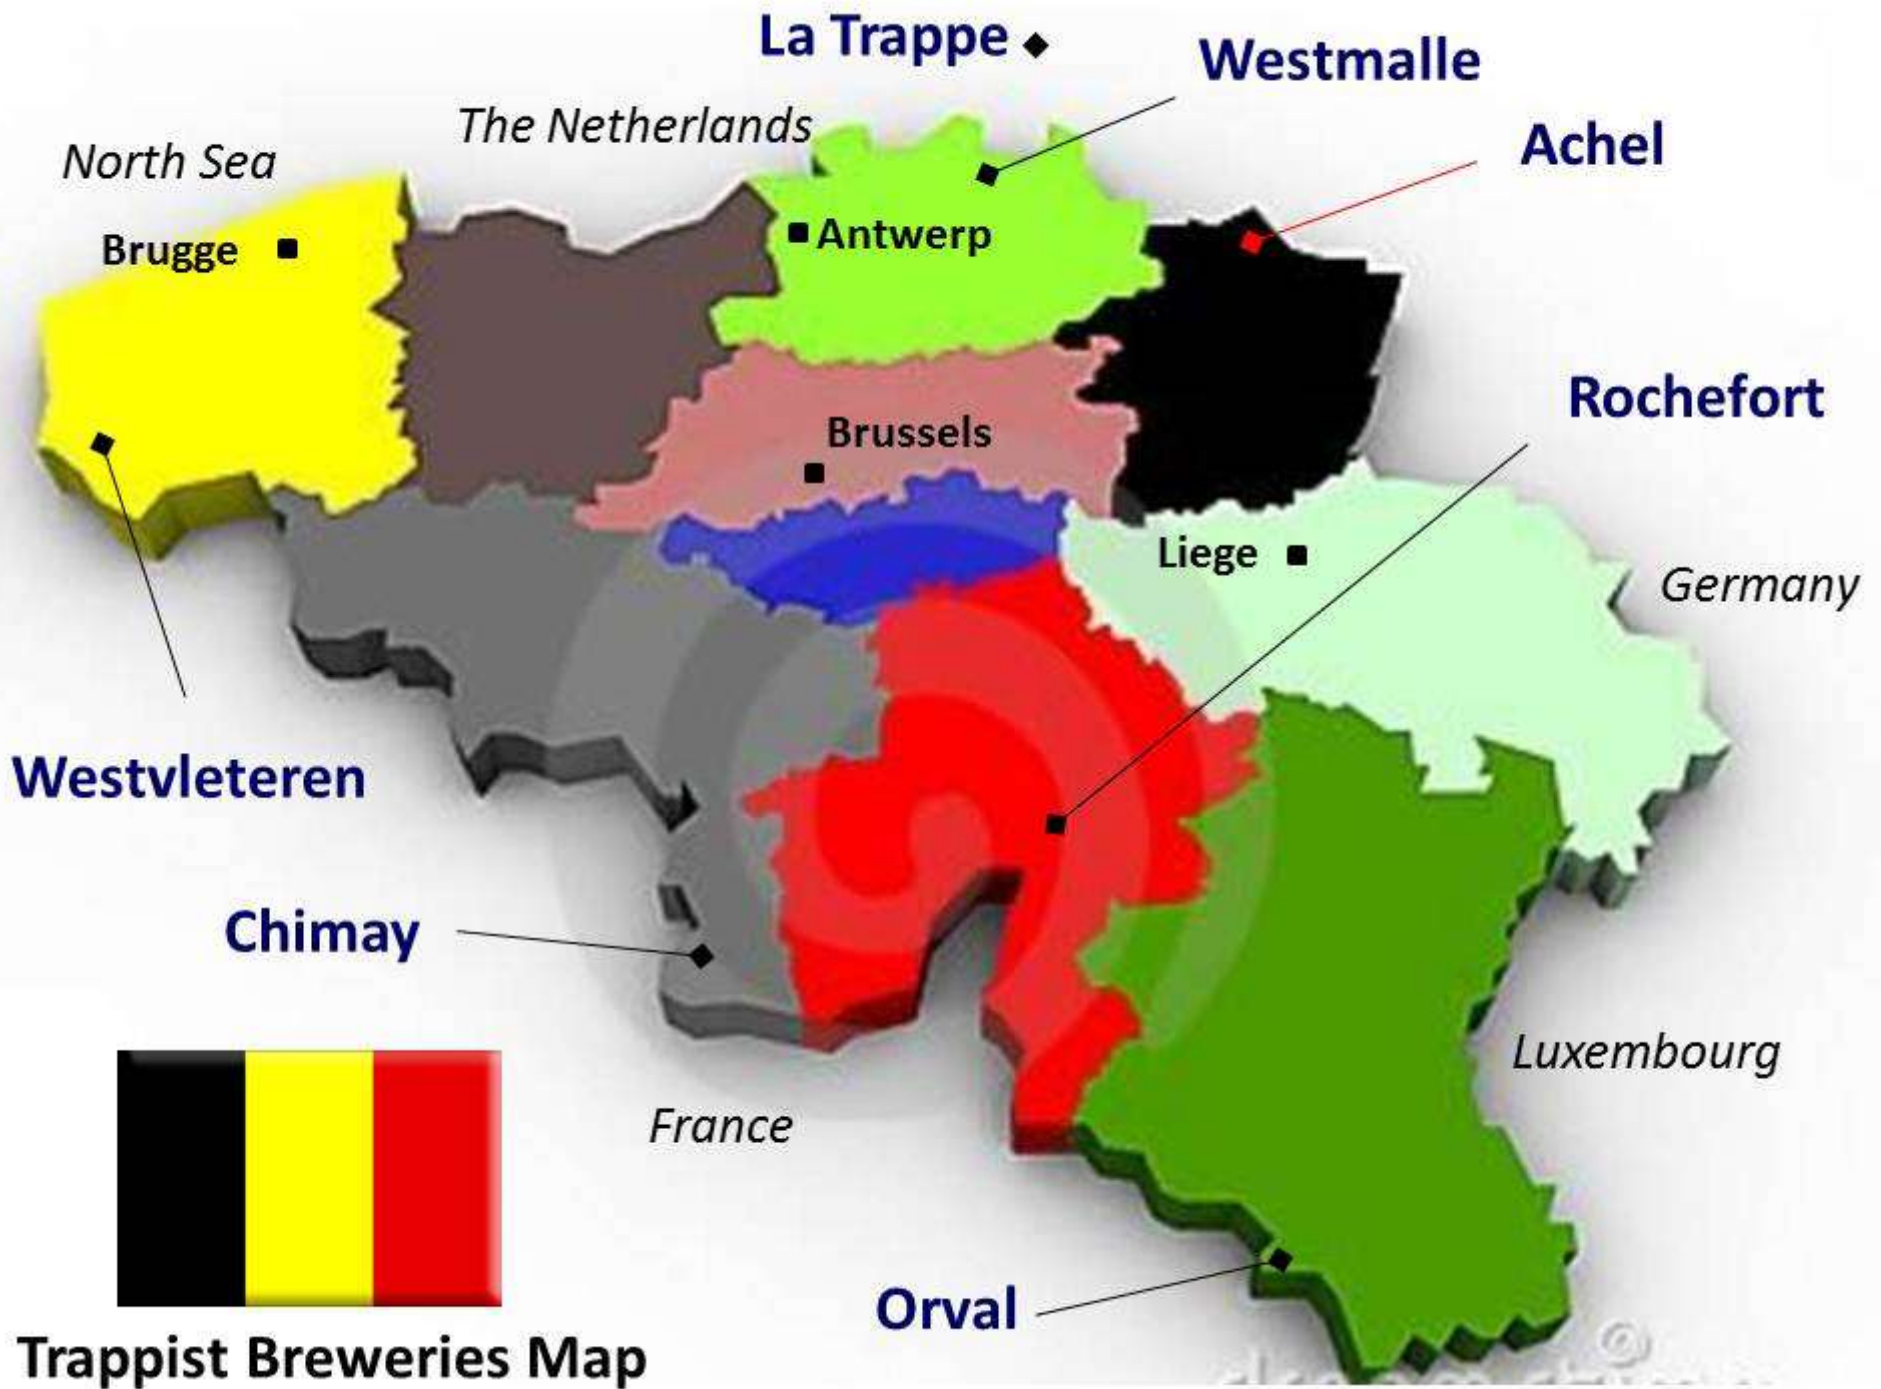 La Trappe
Westmalle
The Netherlands
Achel
North Sea
Brugge
Antwerp
Rochefort
Brussels
Liege
Germany
Westvleteren
Chimay
Luxembourg
France
Orval
Trappist Breweries Map